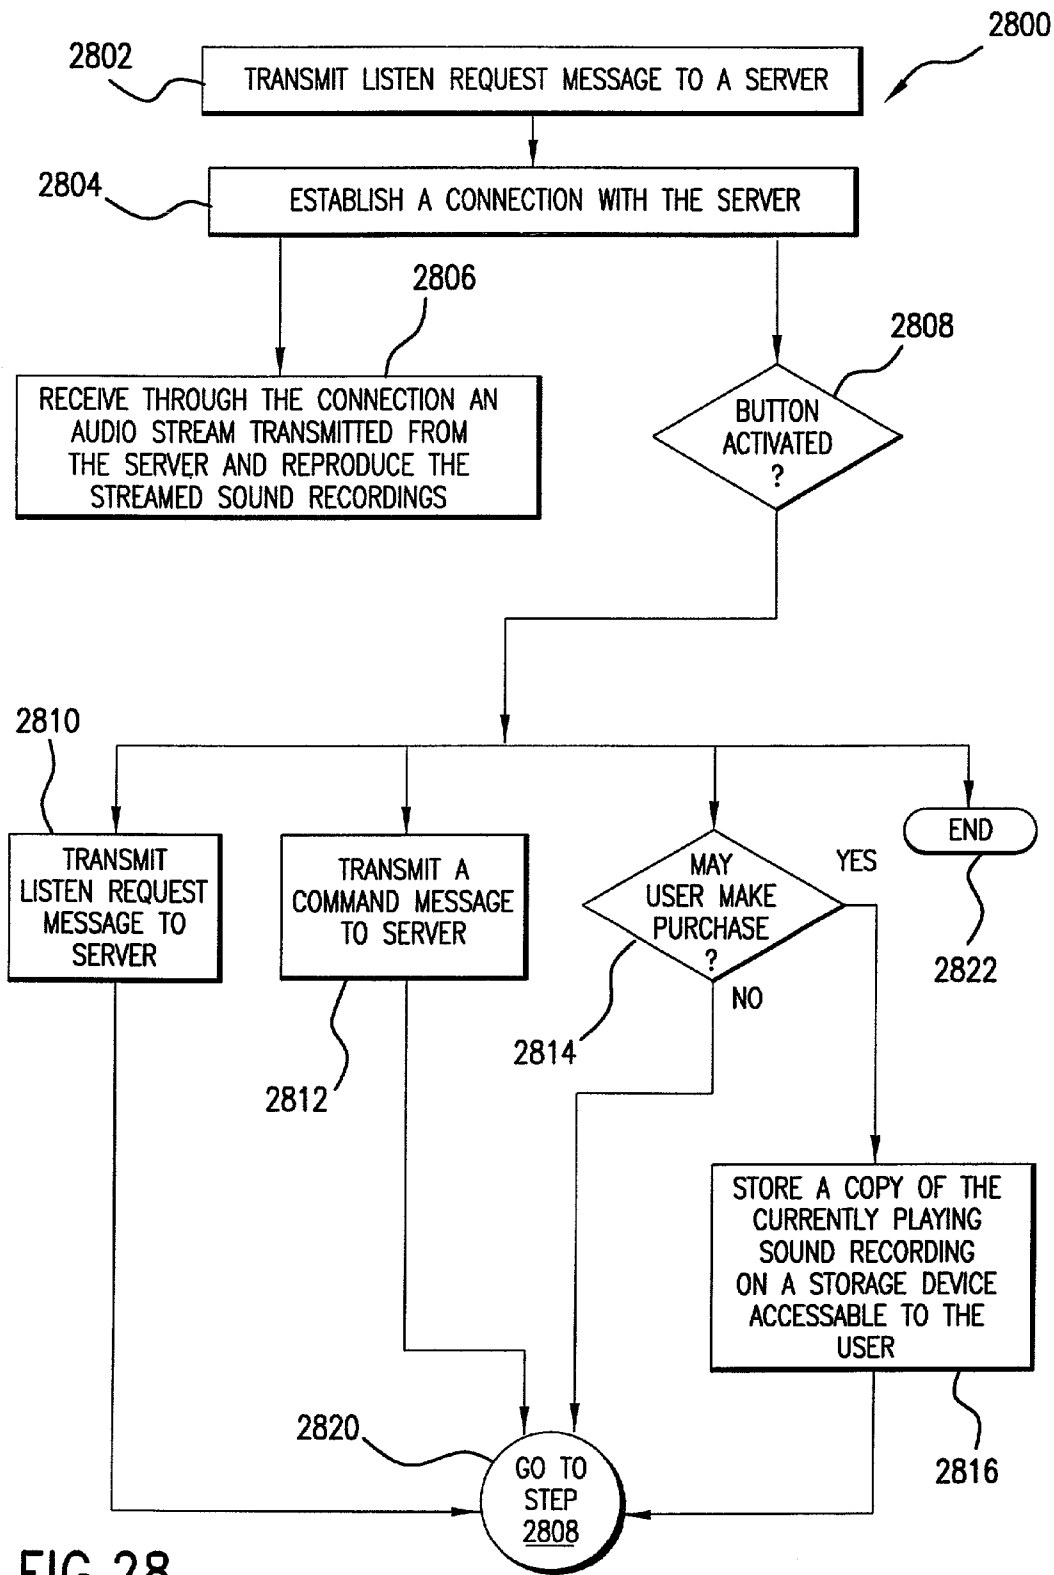 2800
2802
TRANSMIT LISTEN REQUEST MESSAGE TO A SERVER
2804
ESTABLISH A CONNECTION WITH THE SERVER
2806
2808
RECEIVE THROUGH THE CONNECTION AN
AUDIO STREAM TRANSMITTED FROM
THE SERVER AND REPRODUCE THE
STREAMED SOUND RECORDINGS
BUTTON
ACTIVATED
?
2810
TRANSMIT
LISTEN REQUEST
MESSAGE TO
SERVER
TRANSMIT A
COMMAND MESSAGE
TO SERVER
2812
MAY
USER MAKE
PURCHASE
?
YES
NO
2814
END
2822
STORE A COPY OF THE
CURRENTLY PLAYING
SOUND RECORDING
ON A STORAGE DEVICE
ACCESSABLE TO THE
USER
2816
2820
GO TO
STEP
2808
FIG.28